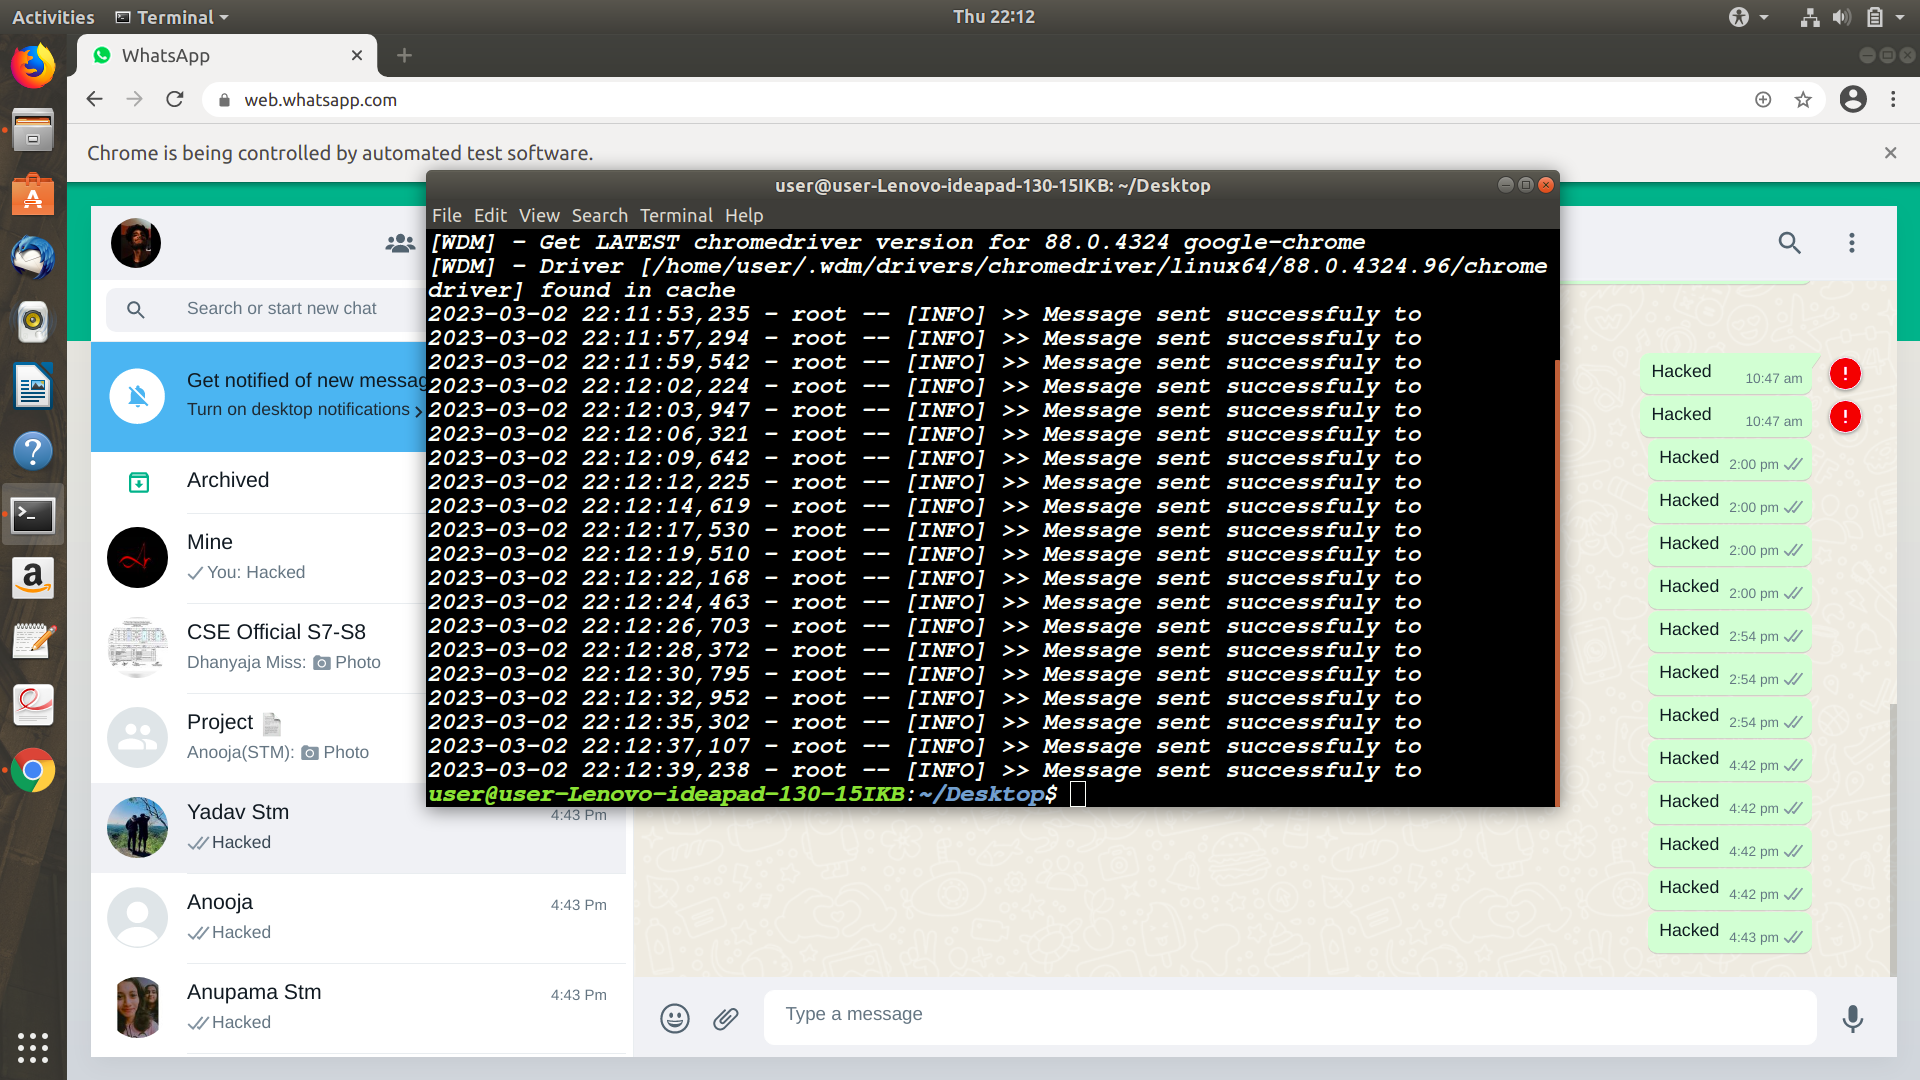 Activities Terminal Thu 22:12
WhatsApp
web.whatsapp.com
Chrome is being controlled by automated test software.
user@user-Lenovo-ideapad-130-15IKB: ~/Desktop
File Edit View Search Terminal Help
[WDM] - Get LATEST chromedriver version for 88.0.4324 google-chrome
[WDM] - Driver [/home/user/.wdm/drivers/chromedriver/linux64/88.0.4324.96/chrome
driver] found in cache
2023-03-02 22:11:53,235 - root -- [INFO] >> Message sent successfuly to
2023-03-02 22:11:57,294 - root -- [INFO] >> Message sent successfuly to
2023-03-02 22:11:59,542 - root -- [INFO] >> Message sent successfuly to
2023-03-02 22:12:02,224 - root -- [INFO] >> Message sent successfuly to
2023-03-02 22:12:03,947 - root -- [INFO] >> Message sent successfuly to
2023-03-02 22:12:06,321 - root -- [INFO] >> Message sent successfuly to
2023-03-02 22:12:09,642 - root -- [INFO] >> Message sent successfuly to
2023-03-02 22:12:12,225 - root -- [INFO] >> Message sent successfuly to
2023-03-02 22:12:14,619 - root -- [INFO] >> Message sent successfuly to
2023-03-02 22:12:17,530 - root -- [INFO] >> Message sent successfuly to
2023-03-02 22:12:19,510 - root -- [INFO] >> Message sent successfuly to
2023-03-02 22:12:22,168 - root -- [INFO] >> Message sent successfuly to
2023-03-02 22:12:24,463 - root -- [INFO] >> Message sent successfuly to
2023-03-02 22:12:26,703 - root -- [INFO] >> Message sent successfuly to
2023-03-02 22:12:28,372 - root -- [INFO] >> Message sent successfuly to
2023-03-02 22:12:30,795 - root -- [INFO] >> Message sent successfuly to
2023-03-02 22:12:32,952 - root -- [INFO] >> Message sent successfuly to
2023-03-02 22:12:35,302 - root -- [INFO] >> Message sent successfuly to
2023-03-02 22:12:37,107 - root -- [INFO] >> Message sent successfuly to
2023-03-02 22:12:39,238 - root -- [INFO] >> Message sent successfuly to
user@user-Lenovo-ideapad-130-15IKB:~/Desktop$
Search or start new chat
Get notified of new messag
Turn on desktop notifications >
Archived
Mine
You: Hacked
CSE Official S7-S8
Dhanyaja Miss: Photo
Project
Anooja(STM): Photo
Yadav Stm 4:43 Pm
Hacked
Anooja 4:43 Pm
Hacked
Anupama Stm 4:43 Pm
Hacked
Hacked 10:47 am
Hacked 10:47 am
Hacked 2:00 pm
Hacked 2:00 pm
Hacked 2:00 pm
Hacked 2:00 pm
Hacked 2:54 pm
Hacked 2:54 pm
Hacked 2:54 pm
Hacked 4:42 pm
Hacked 4:42 pm
Hacked 4:42 pm
Hacked 4:42 pm
Hacked 4:43 pm
Type a message